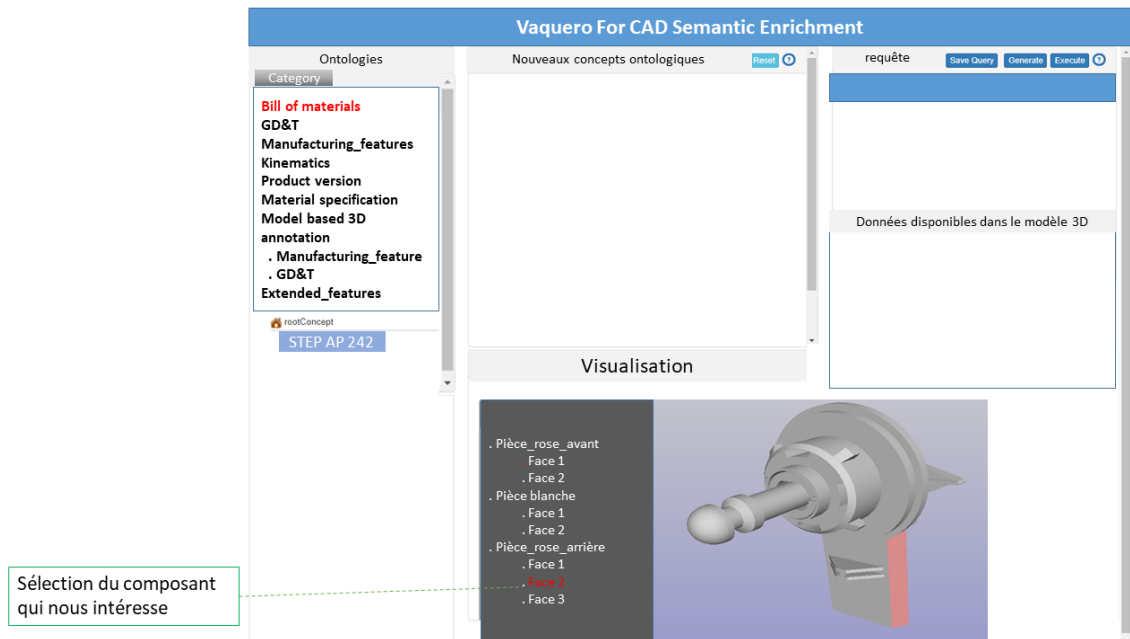 Vaquero For CAD Semantic Enrichment
Ontologies
Category
Bill of materials
GD&T
Manufacturing_features
Kinematics
Product version
Material specification
Model based 3D
annotation
. Manufacturing_feature
. GD&T
Extended_features
rootConcept
STEP AP 242
Nouveaux concepts ontologiques
Reset ?
Visualisation
. Pièce_rose_avant
. Face 1
. Face 2
. Pièce blanche
. Face 1
. Face 2
. Pièce_rose_arrière
. Face 1
. Face 2
. Face 3
requête
Save Query Generate Execute ?
Données disponibles dans le modèle 3D
Sélection du composant
qui nous intéresse